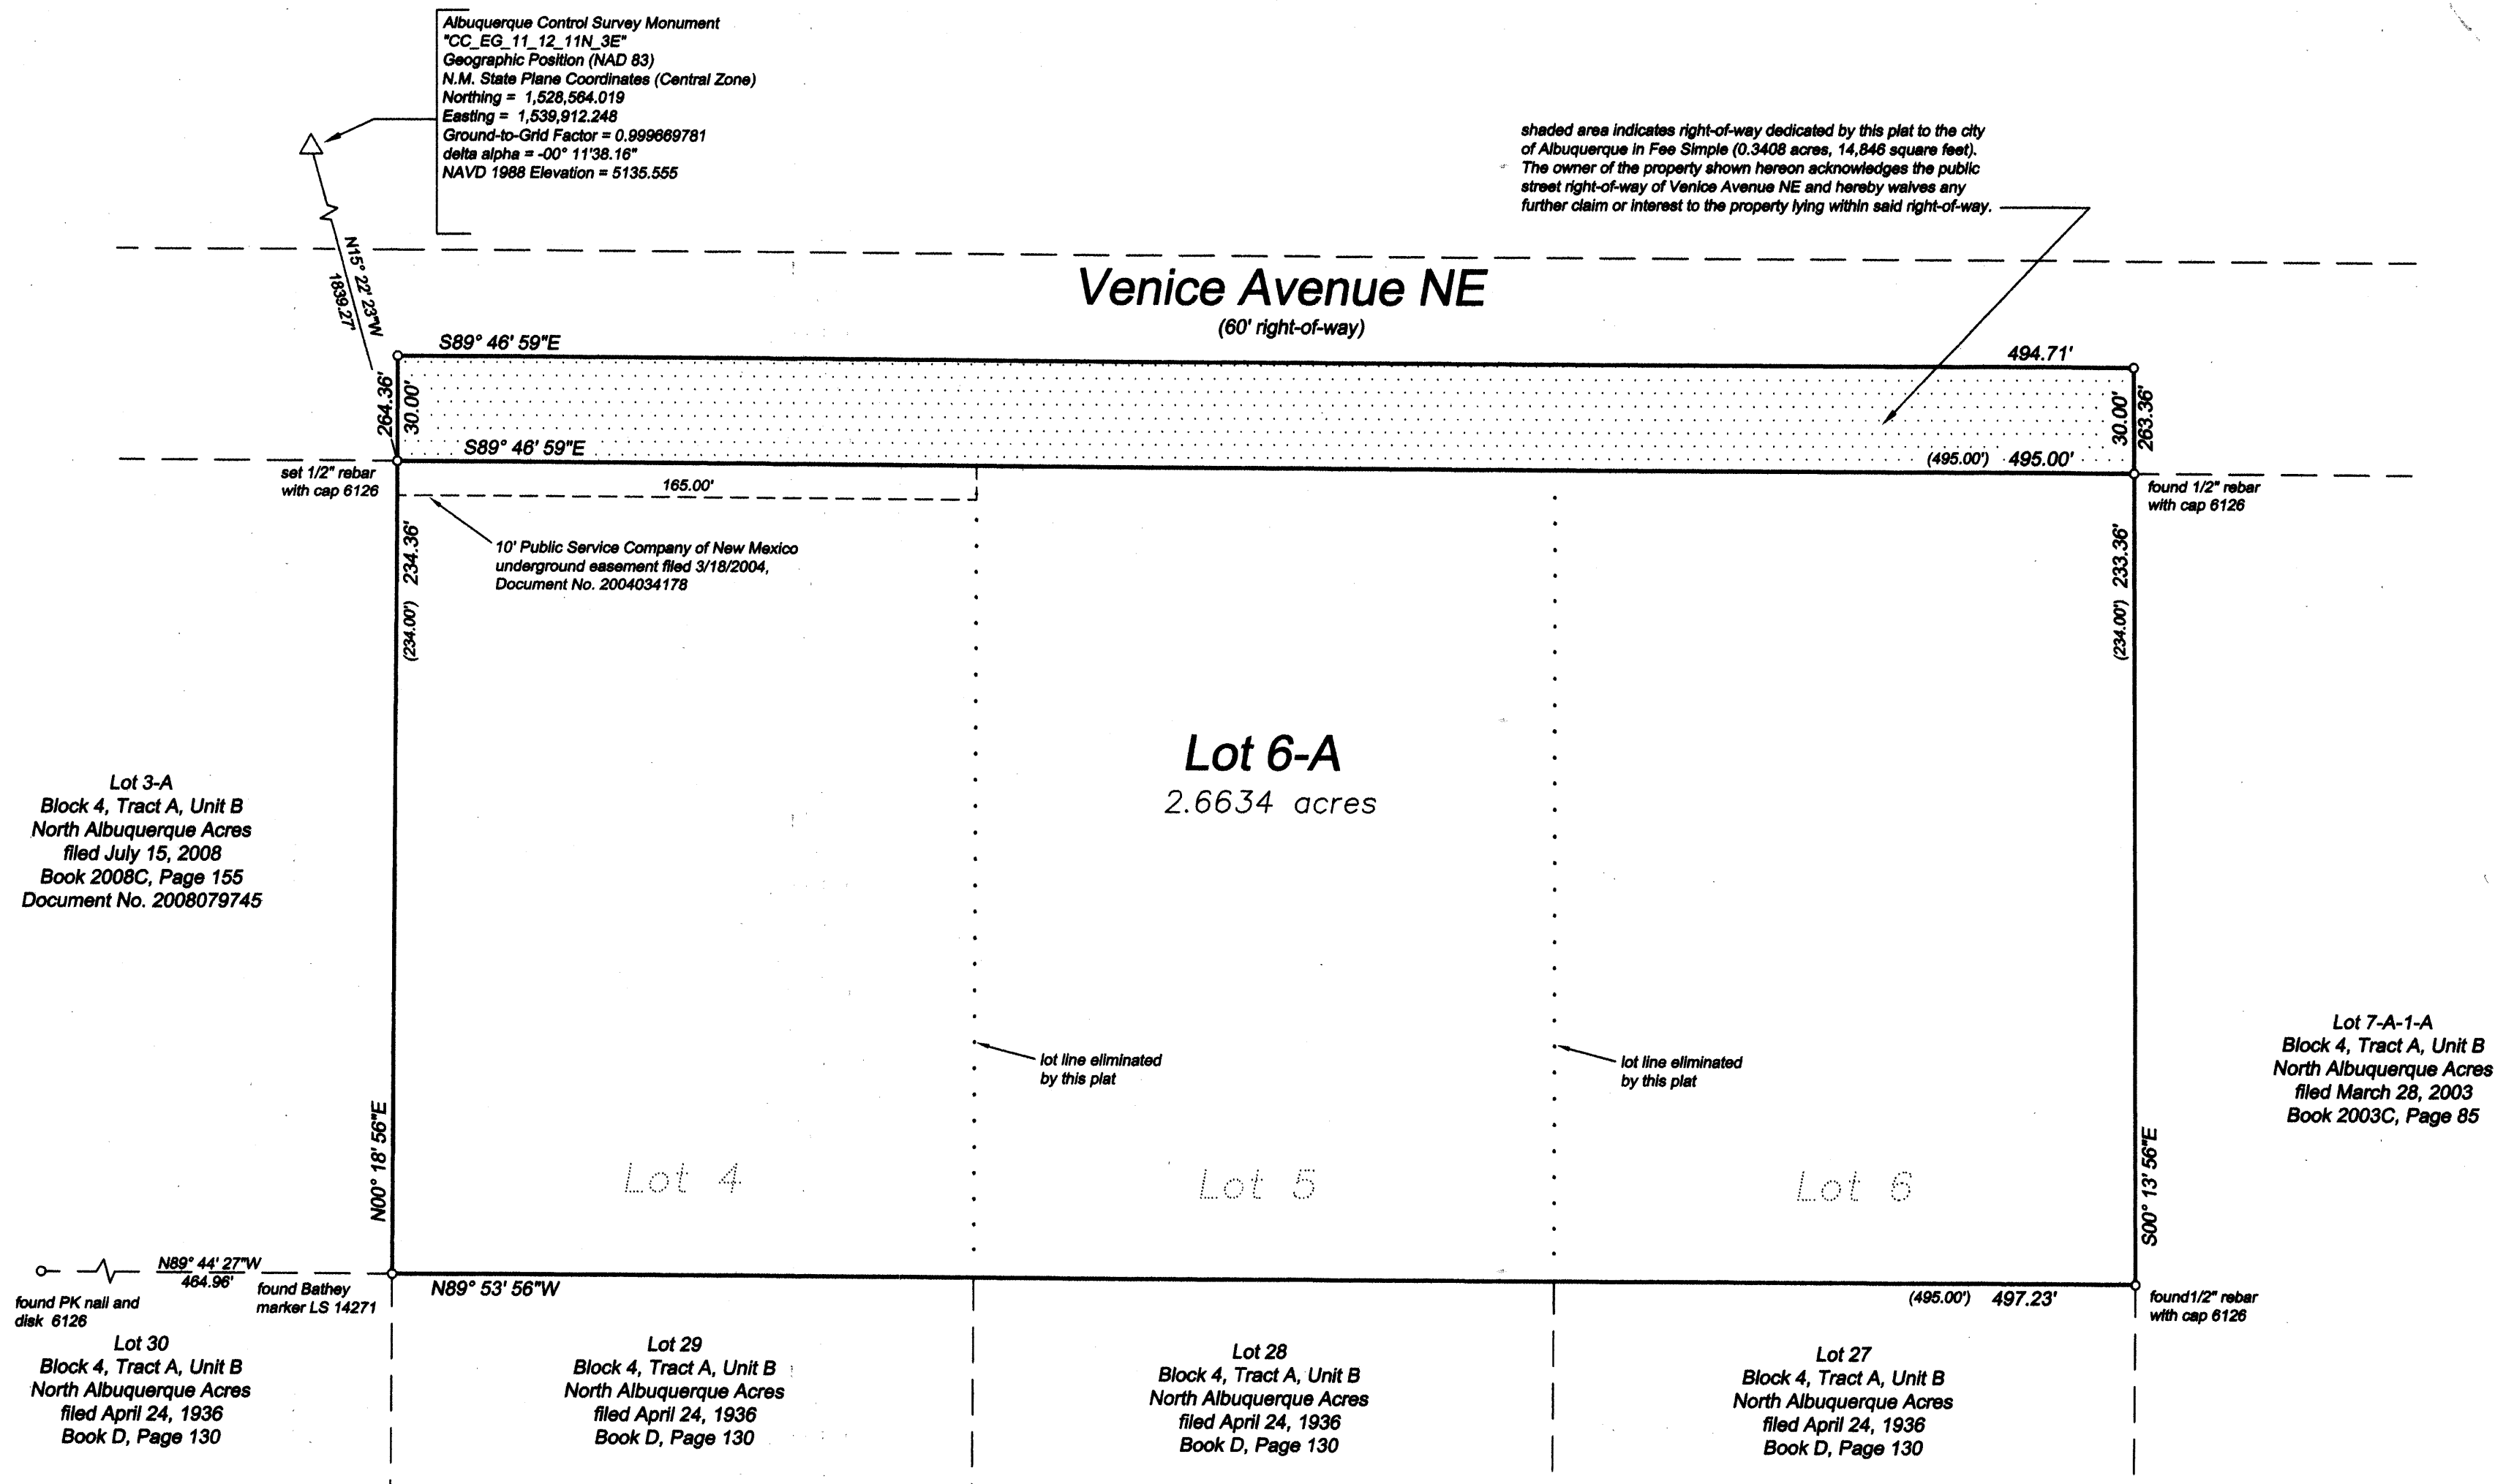 Albuquerque Control Survey Monument
"CC_EG_11_12_11N_3E"
Geographic Position (NAD 83)
N.M. State Plane Coordinates (Central Zone)
Northing = 1,528,564.019
Easting = 1,539,912.248
Ground-to-Grid Factor = 0.999669781
delta alpha = -00° 11'38.16"
NAVD 1988 Elevation = 5135.555
shaded area indicates right-of-way dedicated by this plat to the city
of Albuquerque in Fee Simple (0.3408 acres, 14,846 square feet).
The owner of the property shown hereon acknowledges the public
street right-of-way of Venice Avenue NE and hereby waives any
further claim or interest to the property lying within said right-of-way.
N15° 22' 23"W
1839.27'
Venice Avenue NE
(60' right-of-way)
S89° 46' 59"E
494.71'
264.36'
30.00'
30.00'
263.36'
S89° 46' 59"E
(495.00') 495.00'
set 1/2" rebar
with cap 6126
165.00'
found 1/2" rebar
with cap 6126
(234.00') 234.36'
10' Public Service Company of New Mexico
underground easement filed 3/18/2004,
Document No. 2004034178
(234.00') 233.36'
Lot 6-A
2.6634 acres
Lot 3-A
Block 4, Tract A, Unit B
North Albuquerque Acres
filed July 15, 2008
Book 2008C, Page 155
Document No. 2008079745
lot line eliminated
by this plat
lot line eliminated
by this plat
Lot 7-A-1-A
Block 4, Tract A, Unit B
North Albuquerque Acres
filed March 28, 2003
Book 2003C, Page 85
N00° 18' 56"E
Lot 4
Lot 5
Lot 6
S00° 13' 56"E
N89° 44' 27"W
464.96'
found PK nail and
disk 6126
found Bathey
marker LS 14271
N89° 53' 56"W
(495.00') 497.23'
found1/2" rebar
with cap 6126
Lot 30
Block 4, Tract A, Unit B
North Albuquerque Acres
filed April 24, 1936
Book D, Page 130
Lot 29
Block 4, Tract A, Unit B
North Albuquerque Acres
filed April 24, 1936
Book D, Page 130
Lot 28
Block 4, Tract A, Unit B
North Albuquerque Acres
filed April 24, 1936
Book D, Page 130
Lot 27
Block 4, Tract A, Unit B
North Albuquerque Acres
filed April 24, 1936
Book D, Page 130